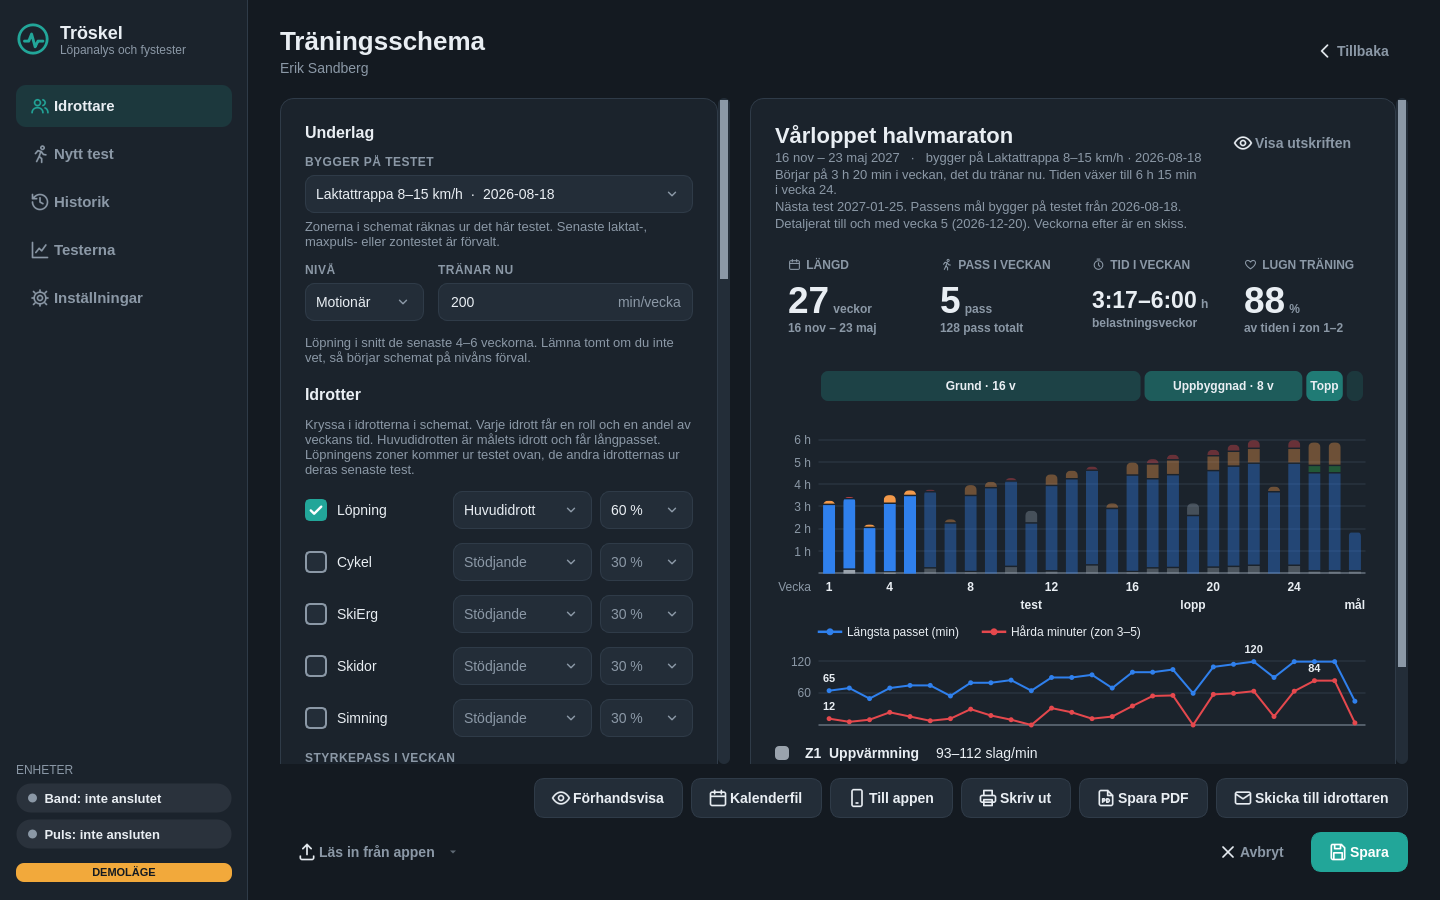 Tröskel
Löpanalys och fystester
Idrottare
Nytt test
Historik
Testerna
Inställningar
ENHETER
Band: inte anslutet
Puls: inte ansluten
DEMOLÄGE
Träningsschema
Erik Sandberg
Tillbaka
Underlag
BYGGER PÅ TESTET
Laktattrappa 8–15 km/h · 2026-08-18
Zonerna i schemat räknas ur det här testet. Senaste laktat-,
maxpuls- eller zontestet är förvalt.
NIVÅ TRÄNAR NU
Motionär 200 min/vecka
Löpning i snitt de senaste 4–6 veckorna. Lämna tomt om du inte
vet, så börjar schemat på nivåns förval.
Idrotter
Kryssa i idrotterna i schemat. Varje idrott får en roll och en andel av
veckans tid. Huvudidrotten är målets idrott och får långpasset.
Löpningens zoner kommer ur testet ovan, de andra idrotternas ur
deras senaste test.
Löpning Huvudidrott 60 %
Cykel Stödjande 30 %
SkiErg Stödjande 30 %
Skidor Stödjande 30 %
Simning Stödjande 30 %
STYRKEPASS I VECKAN
Vårloppet halvmaraton
Visa utskriften
16 nov – 23 maj 2027 · bygger på Laktattrappa 8–15 km/h · 2026-08-18
Börjar på 3 h 20 min i veckan, det du tränar nu. Tiden växer till 6 h 15 min
i vecka 24.
Nästa test 2027-01-25. Passens mål bygger på testet från 2026-08-18.
Detaljerat till och med vecka 5 (2026-12-20). Veckorna efter är en skiss.
LÄNGD PASS I VECKAN TID I VECKAN LUGN TRÄNING
27 veckor 5 pass 3:17–6:00 h 88 %
16 nov – 23 maj 128 pass totalt belastningsveckor av tiden i zon 1–2
Grund · 16 v Uppbyggnad · 8 v Topp
6 h
5 h
4 h
3 h
2 h
1 h
Vecka 1 4 8 12 16 20 24
test lopp mål
Längsta passet (min) Hårda minuter (zon 3–5)
120
120
84
65
60
12
Z1 Uppvärmning 93–112 slag/min
Förhandsvisa Kalenderfil Till appen Skriv ut Spara PDF Skicka till idrottaren
Läs in från appen Avbryt Spara